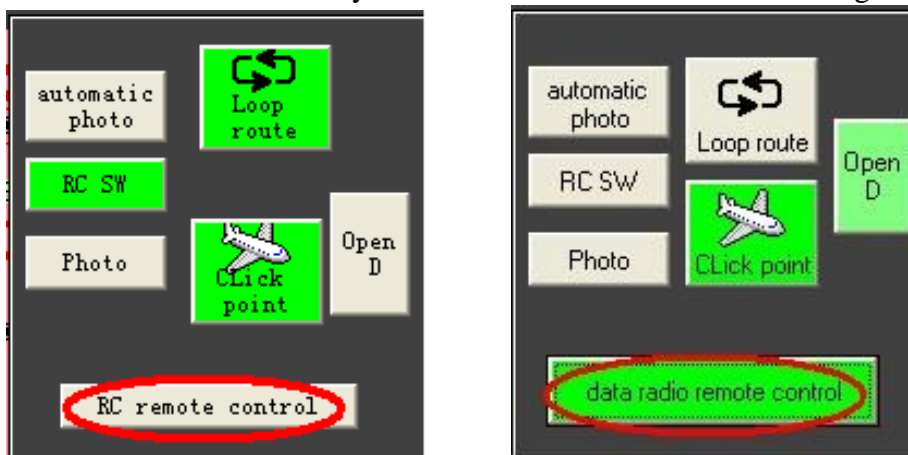 automatic
photo
Loop
route
RC SW
Photo
CLick
point
Open
D
RC remote control
automatic
photo
Loop route
RC SW
Open
D
Photo
CLick point
data radio remote control